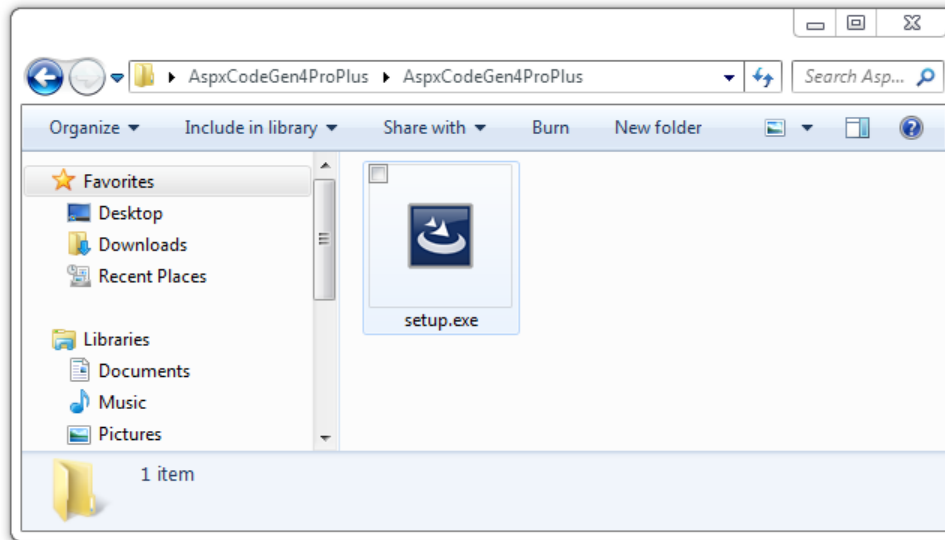 AspxCodeGen4ProPlus AspxCodeGen4ProPlus Search Asp...
Organize Include in library Share with Burn New folder
Favorites
Desktop
Downloads
Recent Places
Libraries
Documents
Music
Pictures
setup.exe
1 item